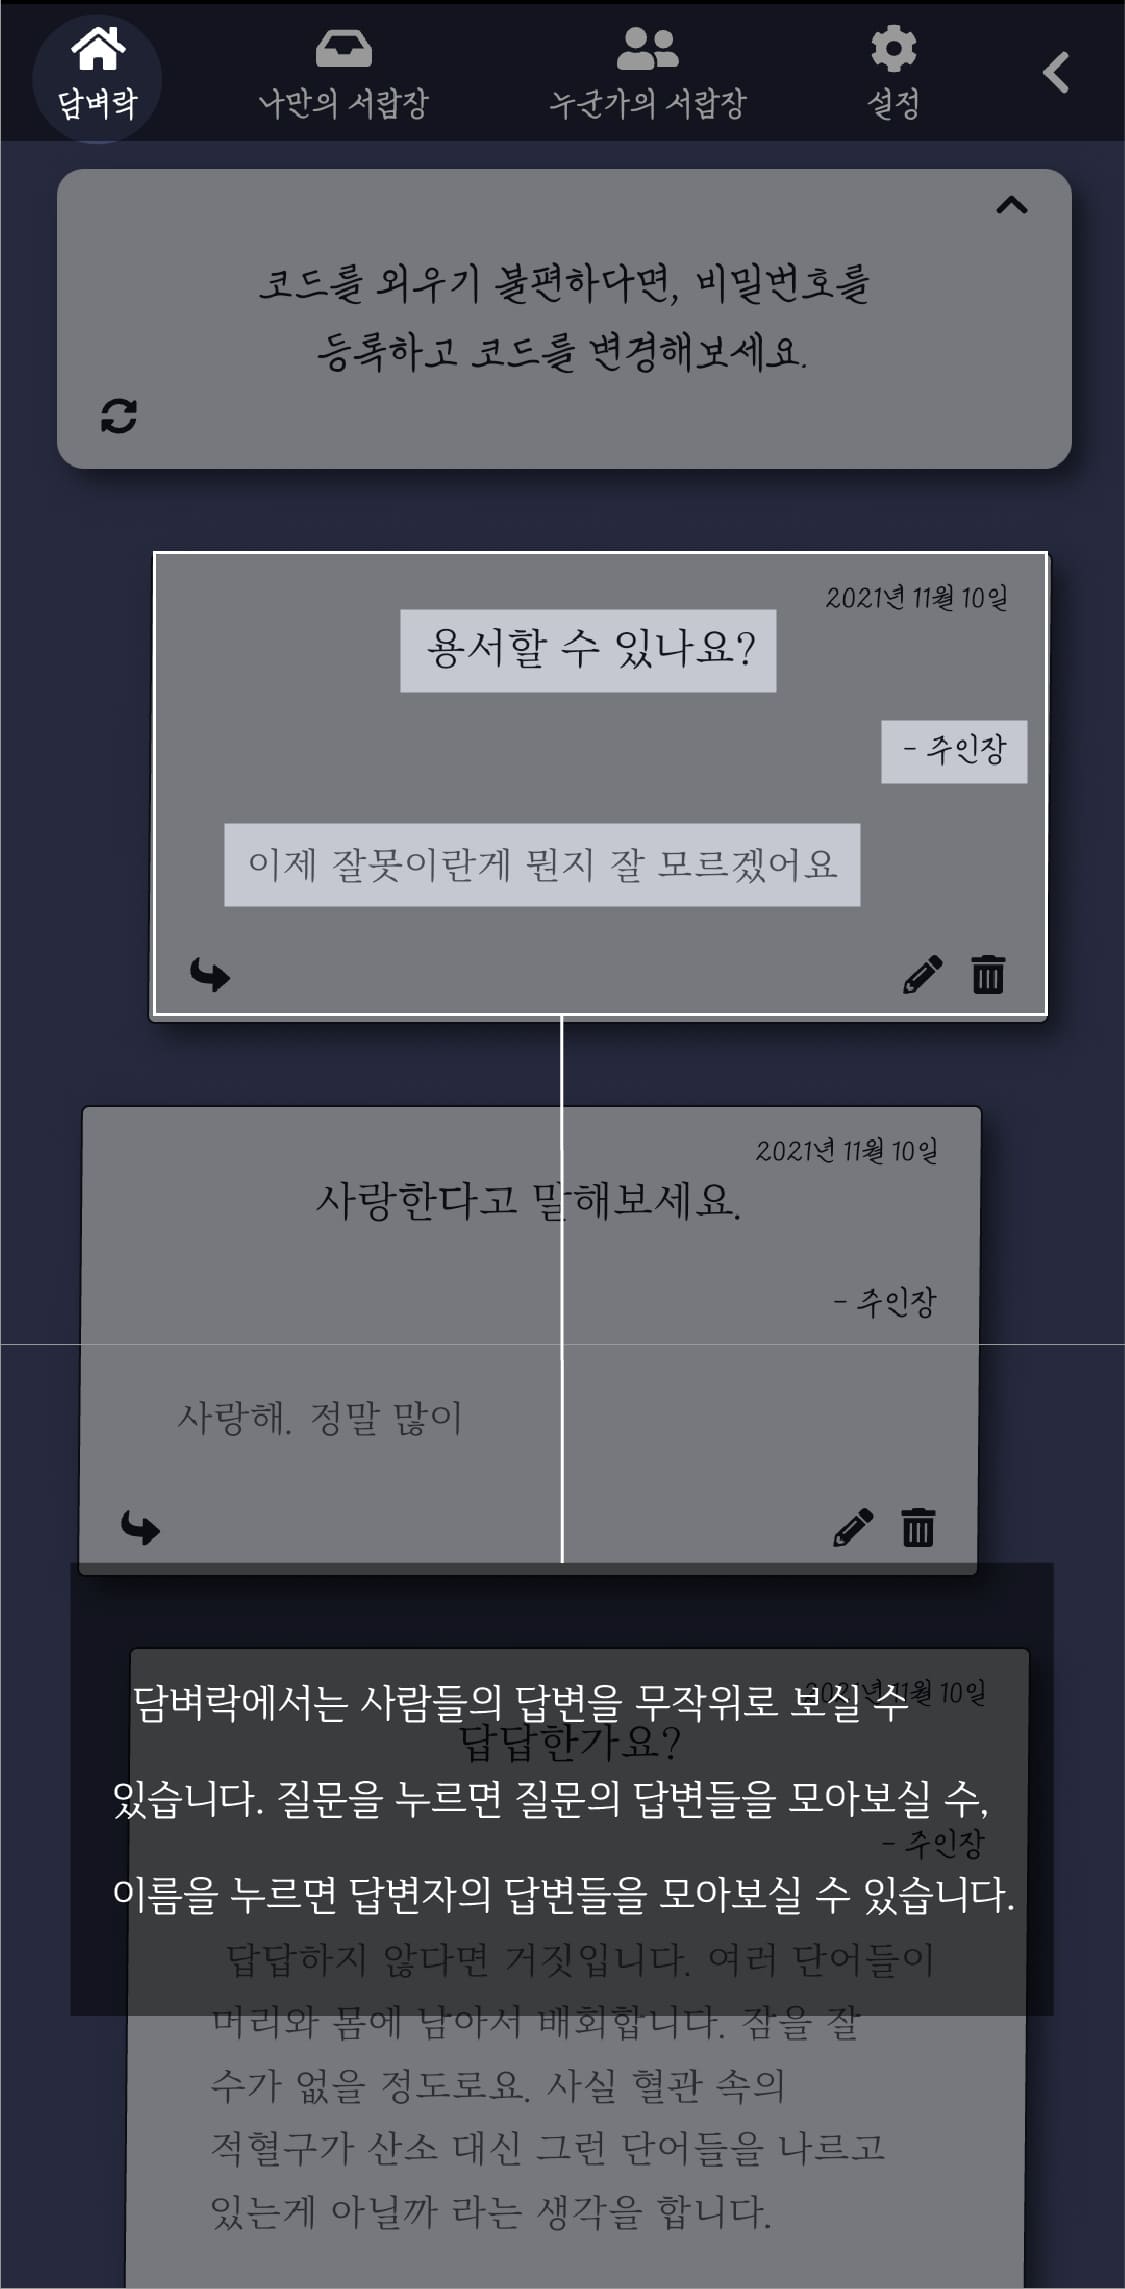 담벼락
나만의 서랍장
누군가의 서랍장
설정
코드를 외우기 불편하다면, 비밀번호를
등록하고 코드를 변경해보세요.
2021년 11월 10일
용서할 수 있나요?
- 주인장
이제 잘못이란게 뭔지 잘 모르겠어요
2021년 11월 10일
사랑한다고 말해보세요.
- 주인장
사랑해. 정말 많이
2021년 11월 10일
담벼락에서는 사람들의 답변을 무작위로 보실 수
답답한가요?
있습니다. 질문을 누르면 질문의 답변들을 모아보실 수,
- 주인장
이름을 누르면 답변자의 답변들을 모아보실 수 있습니다.
답답하지 않다면 거짓입니다. 여러 단어들이
머리와 몸에 남아서 배회합니다. 잠을 잘
수가 없을 정도로요. 사실 혈관 속의
적혈구가 산소 대신 그런 단어들을 나르고
있는게 아닐까 라는 생각을 합니다.